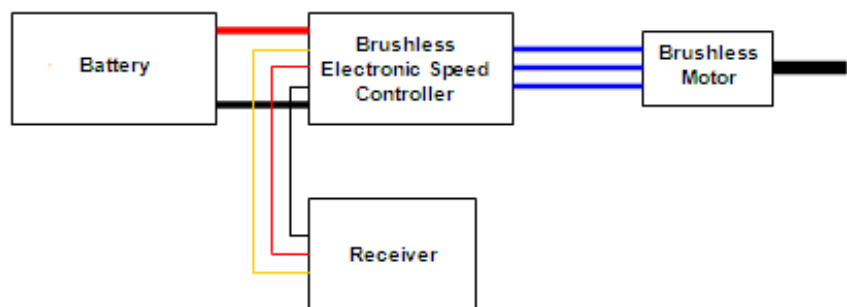 Battery
Brushless
Electronic Speed
Controller
Brushless
Motor
Receiver